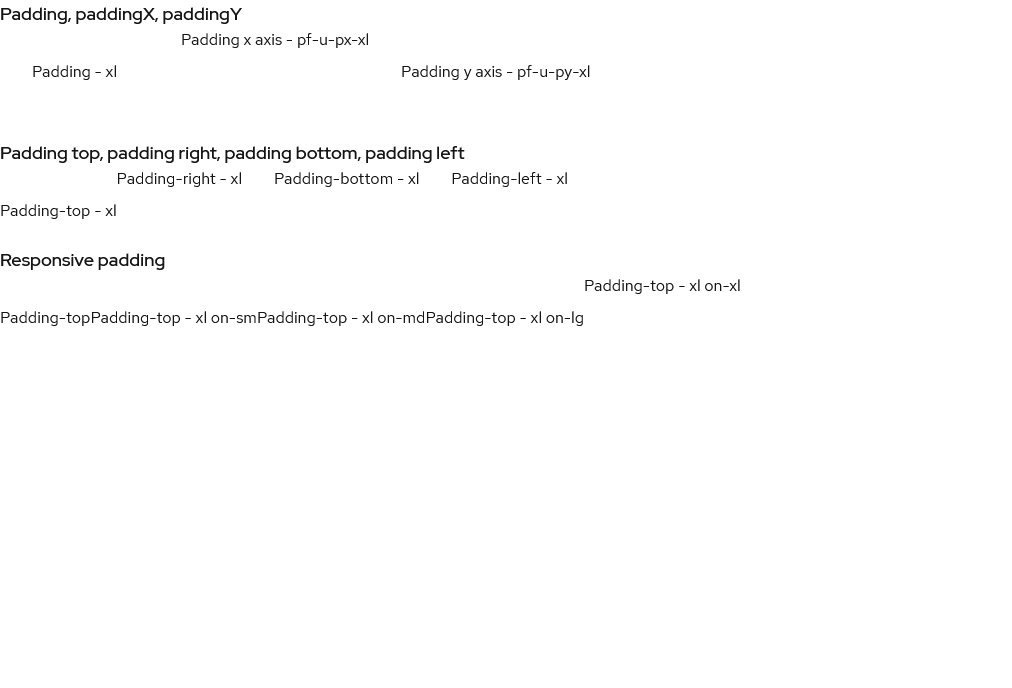 Padding, paddingX, paddingY
Padding x axis - pf-u-px-xl
Padding - xl
Padding y axis - pf-u-py-xl
Padding top, padding right, padding bottom, padding left
Padding-right - xl
Padding-bottom - xl
Padding-left - xl
Padding-top - xl
Responsive padding
Padding-top - xl on-xl
Padding-topPadding-top - xl on-smPadding-top - xl on-mdPadding-top - xl on-lg